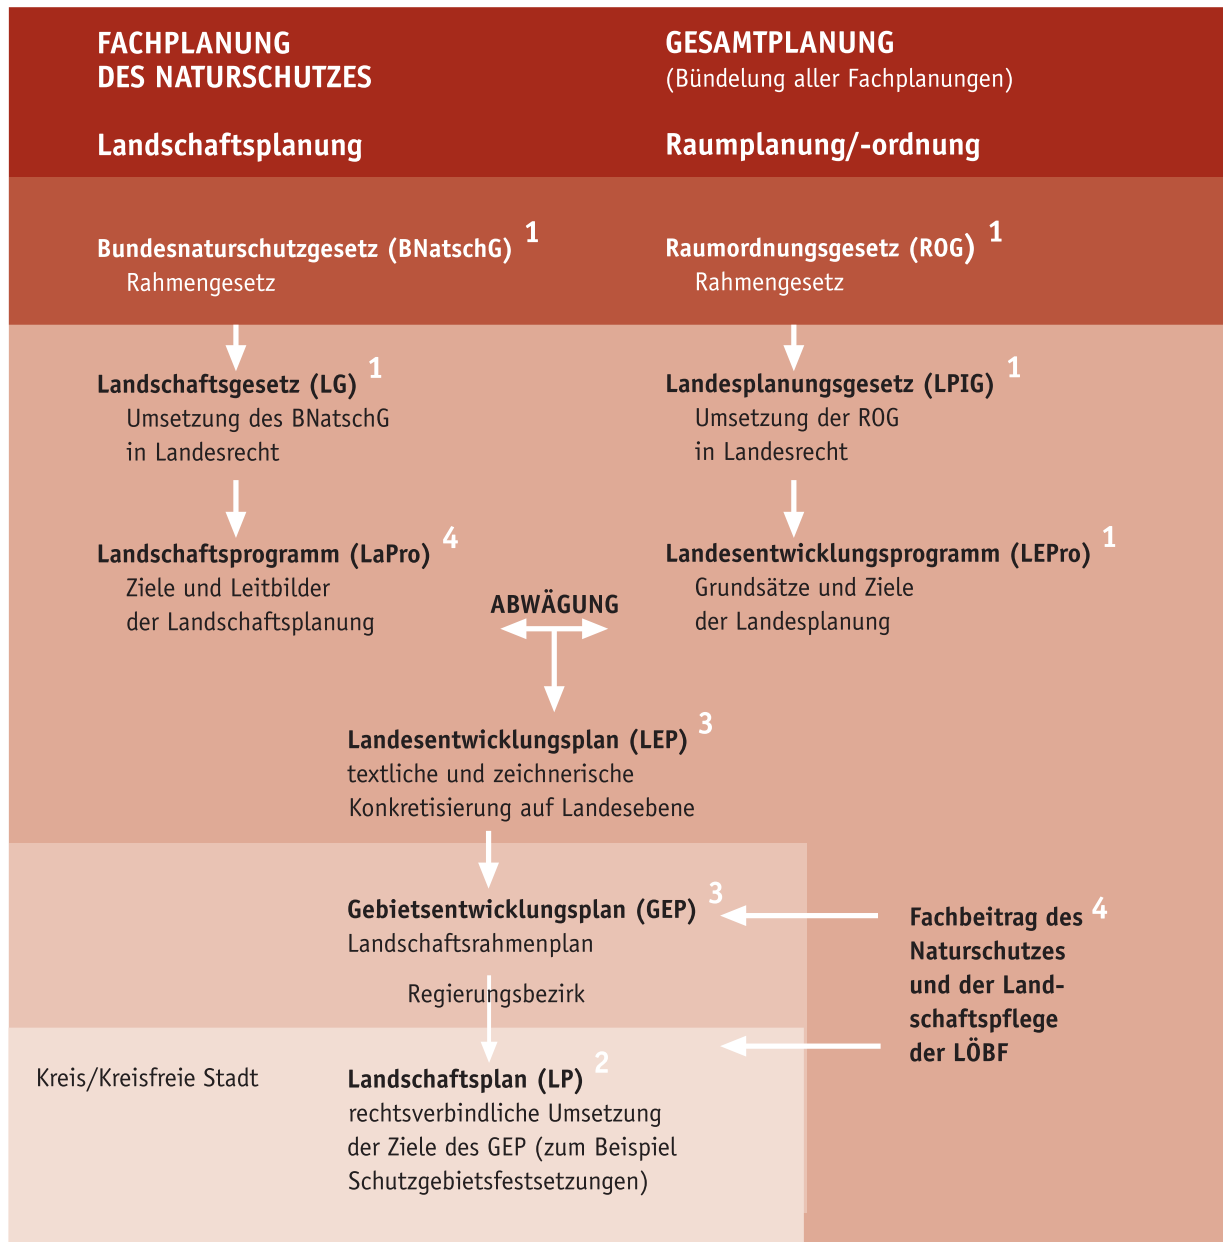 FACHPLANUNG
DES NATURSCHUTZES
Landschaftsplanung
GESAMTPLANUNG
(Bündelung aller Fachplanungen)
Raumplanung/-ordnung
Bundesnaturschutzgesetz (BNatschG) 1
Rahmengesetz
Raumordnungsgesetz (ROG) 1
Rahmengesetz
Landschaftsgesetz (LG) 1
Umsetzung des BNatschG
in Landesrecht
Landesplanungsgesetz (LPIG) 1
Umsetzung der ROG
in Landesrecht
Landschaftsprogramm (LaPro) 4
Ziele und Leitbilder
der Landschaftsplanung
Landesentwicklungsprogramm (LEPro) 1
Grundsätze und Ziele
der Landesplanung
ABWÄGUNG
Landesentwicklungsplan (LEP) 3
textliche und zeichnerische
Konkretisierung auf Landesebene
Gebietsentwicklungsplan (GEP) 3
Landschaftsrahmenplan
Regierungsbezirk
Fachbeitrag des 4
Naturschutzes
und der Land-
schaftspflege
der LÖBF
Kreis/Kreisfreie Stadt
Landschaftsplan (LP) 2
rechtsverbindliche Umsetzung
der Ziele des GEP (zum Beispiel
Schutzgebietsfestsetzungen)